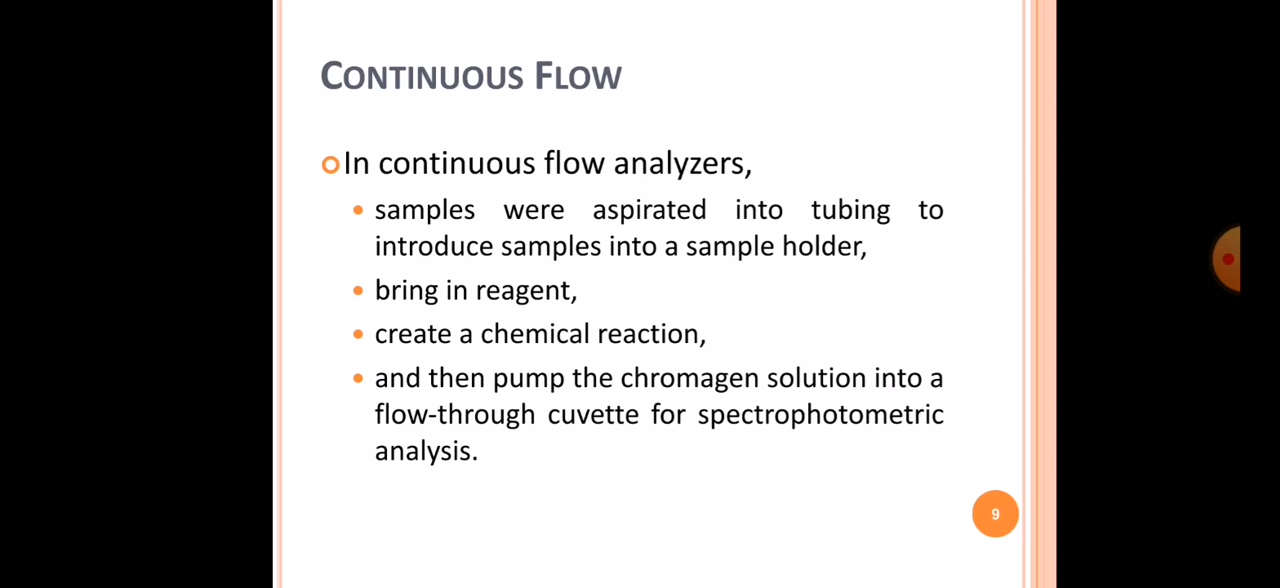 CONTINUOUS FLOW
In continuous flow analyzers,
samples were aspirated into tubing to
introduce samples into a sample holder,
bring in reagent,
create a chemical reaction,
and then pump the chromagen solution into a
flow-through cuvette for spectrophotometric
analysis.
9